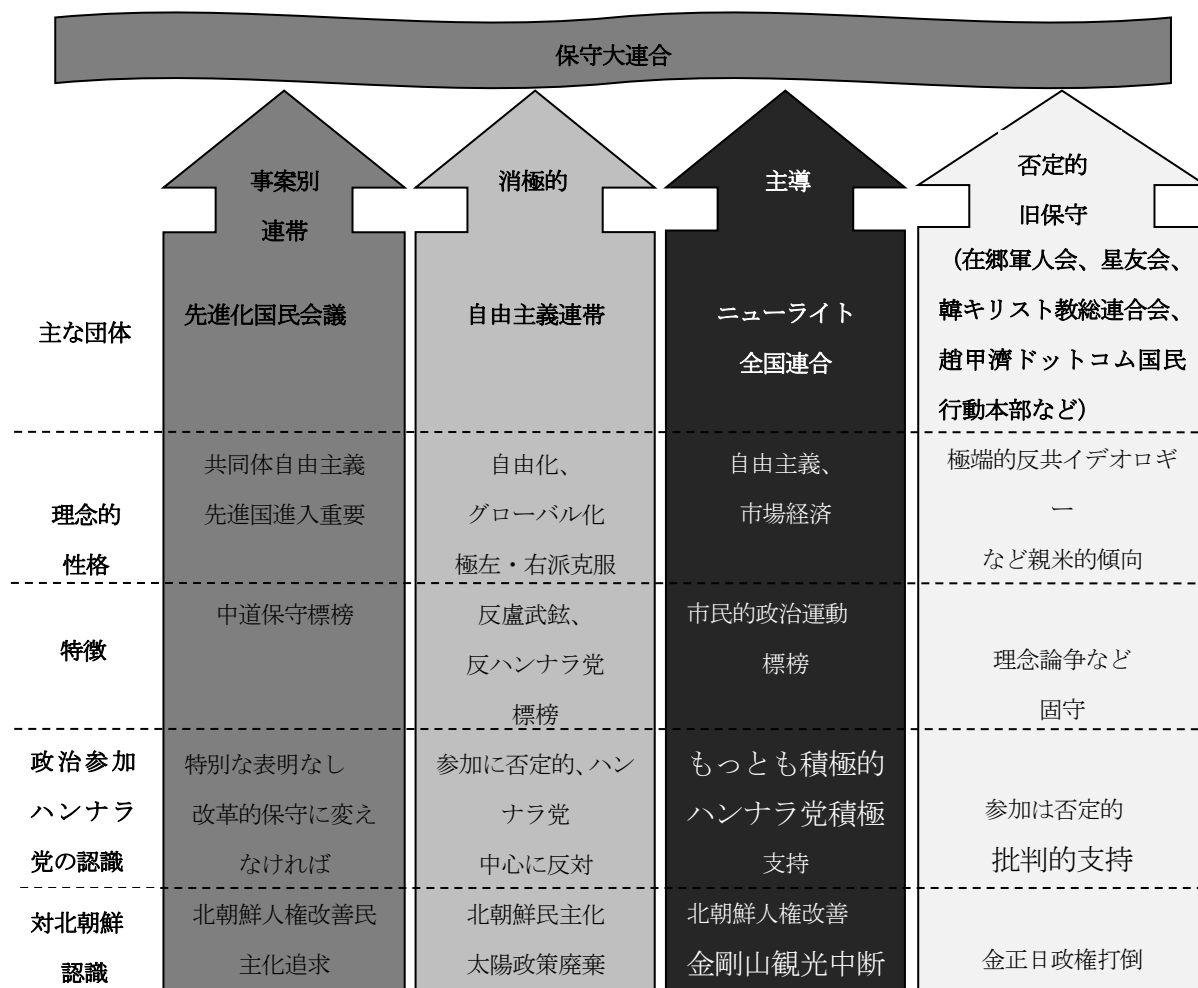 保守大連合
事案別
連帯
消極的
主導
否定的
旧保守
（在郷軍人会、星友会、
韓キリスト教総連合会、
趙甲濟ドットコム国民
行動本部など）
主な団体
先進化国民会議
自由主義連帯
ニューライト
全国連合
理念的
性格
共同体自由主義
先進国進入重要
自由化、
グローバル化
極左・右派克服
自由主義、
市場経済
極端的反共イデオロギ
ー
など親米的傾向
特徴
中道保守標榜
反盧武鉉、
反ハンナラ党
標榜
市民的政治運動
標榜
理念論争など
固守
政治参加
ハンナラ
党の認識
特別な表明なし
改革的保守に変え
なければ
参加に否定的、ハン
ナラ党
中心に反対
もっとも積極的
ハンナラ党積極
支持
参加は否定的
批判的支持
対北朝鮮
認識
北朝鮮人権改善民
主化追求
北朝鮮民主化
太陽政策廃棄
北朝鮮人権改善
金剛山観光中断
金正日政権打倒